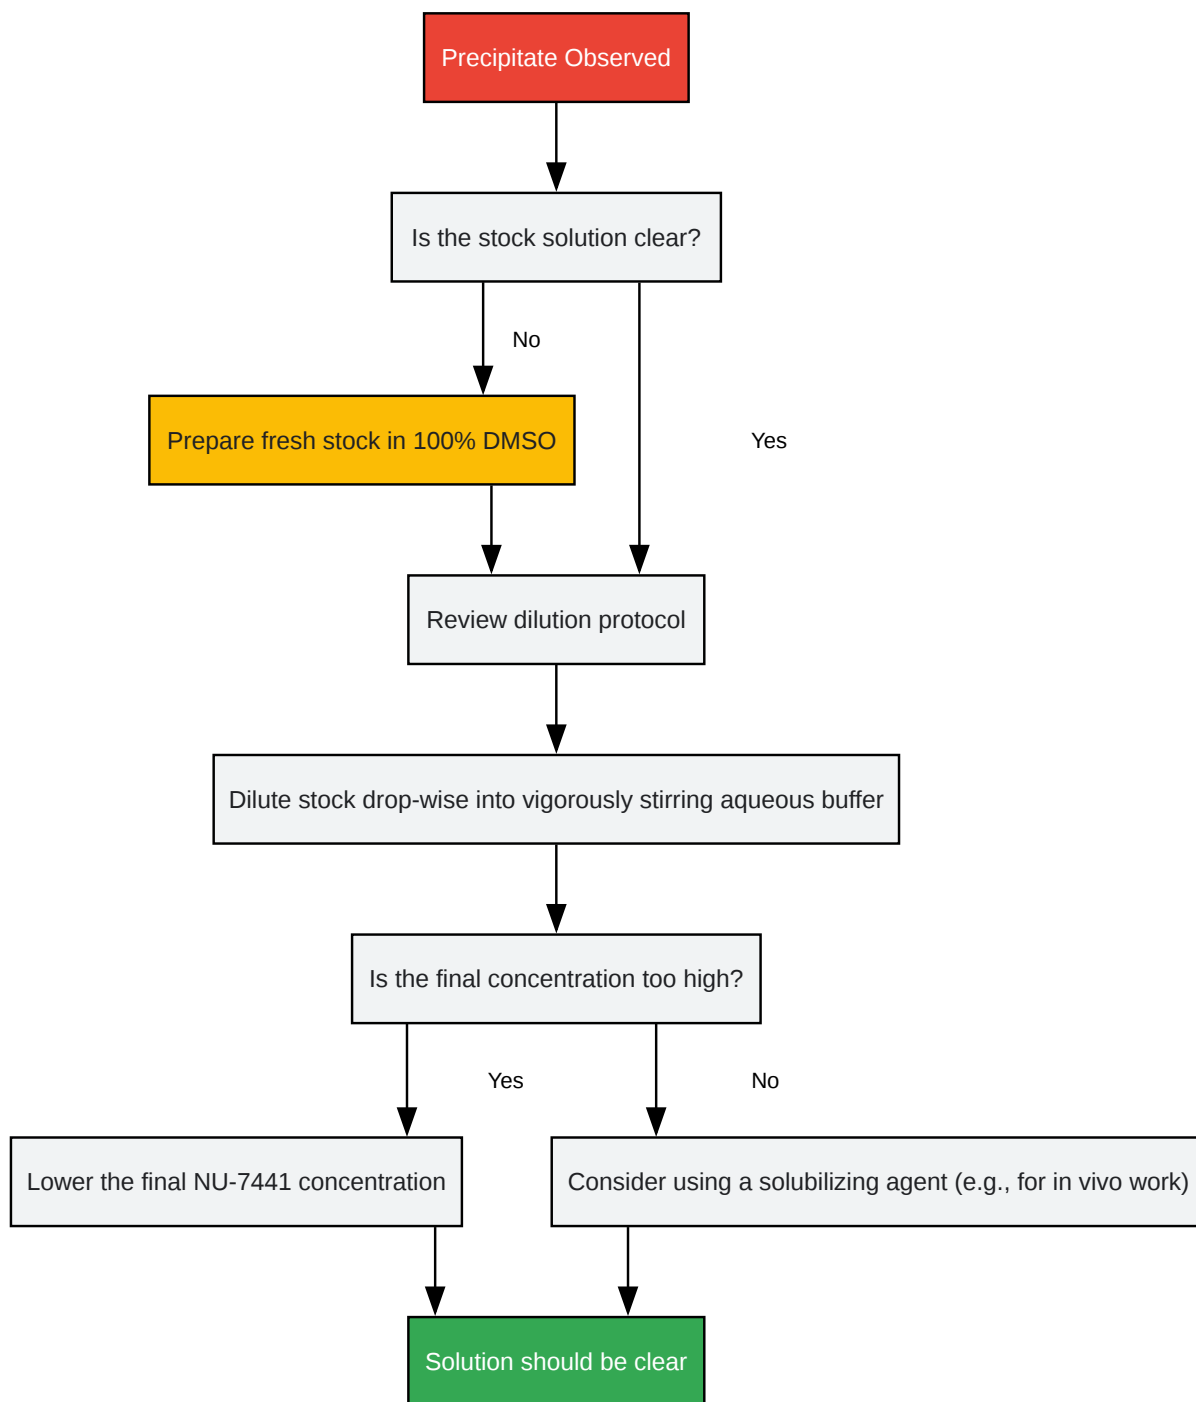 Precipitate Observed
Is the stock solution clear?
No
Prepare fresh stock in 100% DMSO
Yes
Review dilution protocol
Dilute stock drop-wise into vigorously stirring aqueous buffer
Is the final concentration too high?
Yes
No
Lower the final NU-7441 concentration
Consider using a solubilizing agent (e.g., for in vivo work)
Solution should be clear